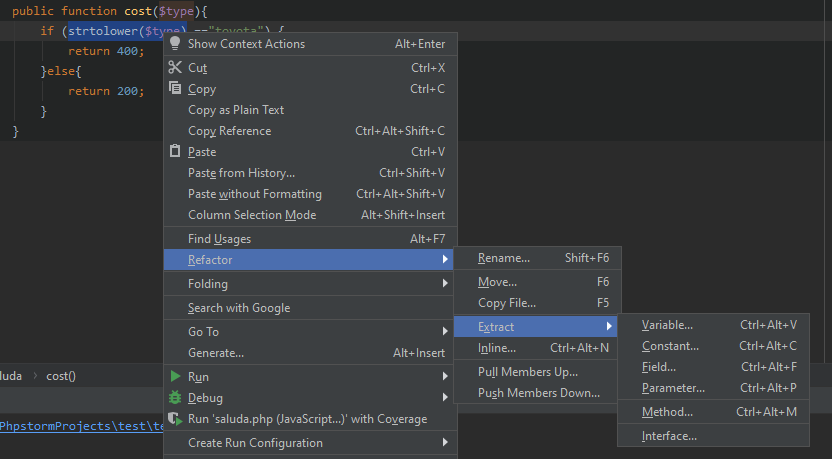 public function cost($type){
if (strtolower($type) =="toyota") {
return 400;
}else{
return 200;
}
}
Show Context Actions Alt+Enter
Cut Ctrl+X
Copy Ctrl+C
Copy as Plain Text
Copy Reference Ctrl+Alt+Shift+C
Paste Ctrl+V
Paste from History... Ctrl+Shift+V
Paste without Formatting Ctrl+Alt+Shift+V
Column Selection Mode Alt+Shift+Insert
Find Usages Alt+F7
Refactor
Folding
Search with Google
Go To
Generate... Alt+Insert
Run
Debug
Run 'saluda.php (JavaScript...)' with Coverage
Create Run Configuration
Rename... Shift+F6
Move... F6
Copy File... F5
Extract
Inline... Ctrl+Alt+N
Pull Members Up...
Push Members Down...
Variable... Ctrl+Alt+V
Constant... Ctrl+Alt+C
Field... Ctrl+Alt+F
Parameter... Ctrl+Alt+P
Method... Ctrl+Alt+M
Interface...
luda › cost()
PhpstormProjects\test\te